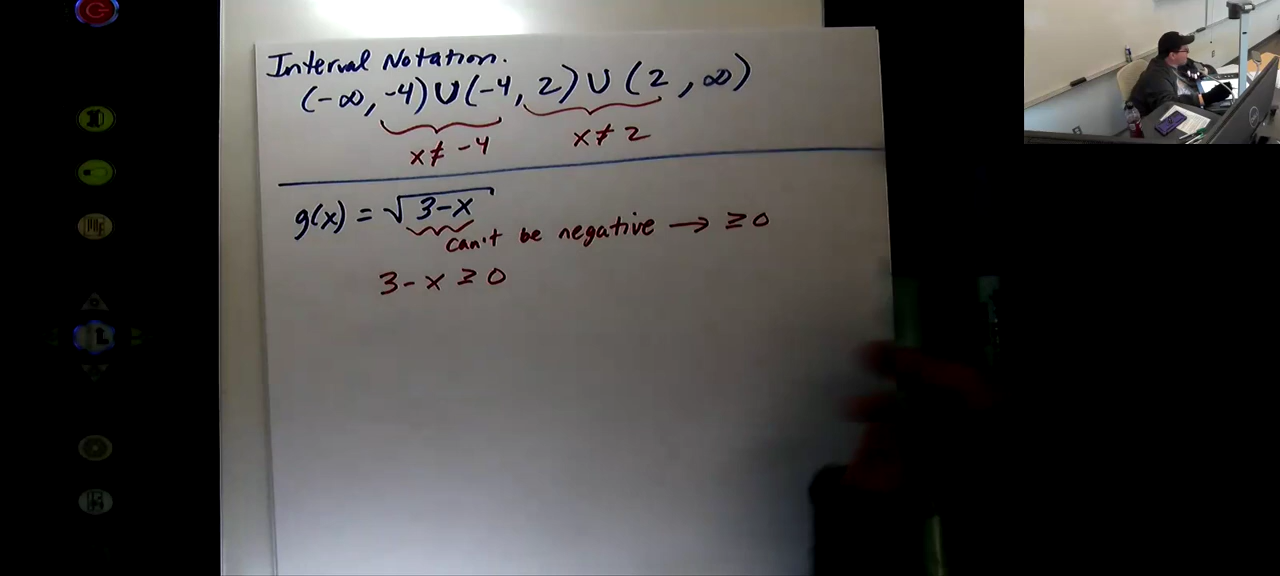 Interval Notation.
(-∞, -4) ∪ (-4, 2) ∪ (2, ∞)
x ≠ -4 x ≠ 2
g(x) = √3-x
can't be negative → ≥ 0
3 - x ≥ 0